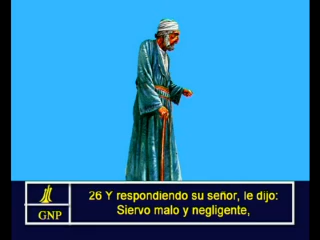 26 Y respondiendo su señor, le dijo:
Siervo malo y negligente,
GNP